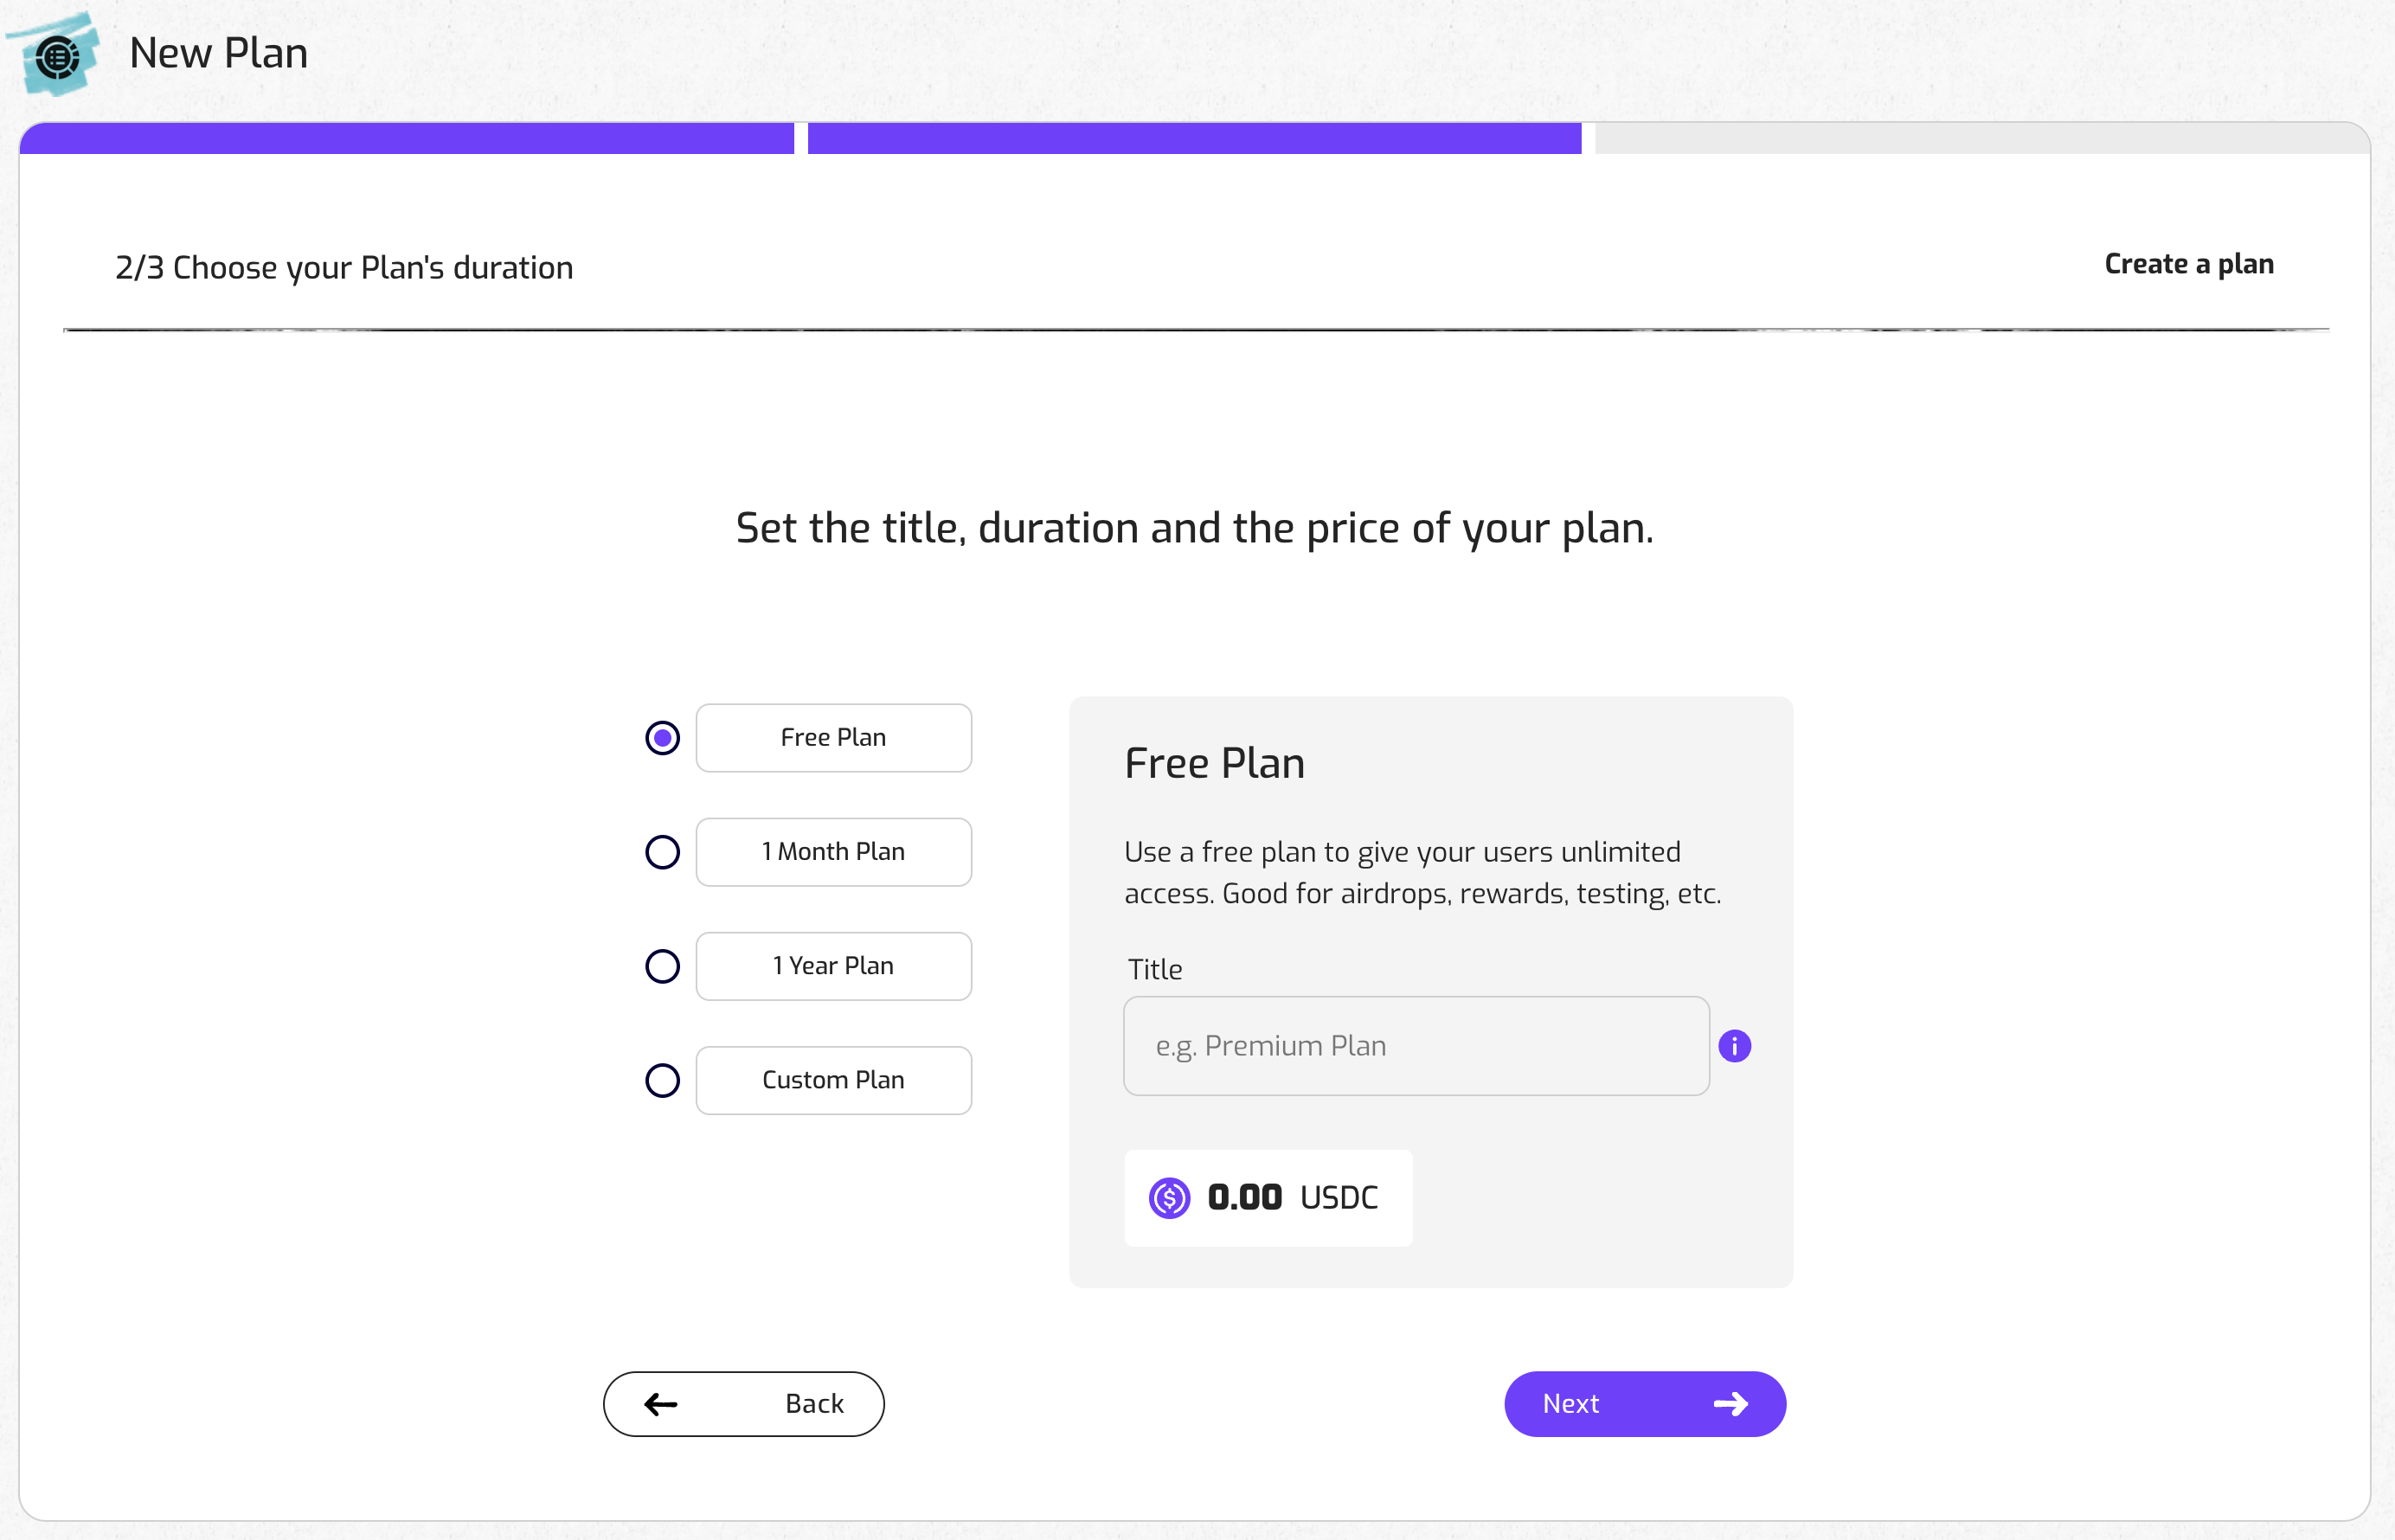 New Plan
2/3 Choose your Plan's duration
Create a plan
Set the title, duration and the price of your plan.
Free Plan
1 Month Plan
1 Year Plan
Custom Plan
Free Plan
Use a free plan to give your users unlimited
access. Good for airdrops, rewards, testing, etc.
Title
e.g. Premium Plan
0.00 USDC
Back
Next